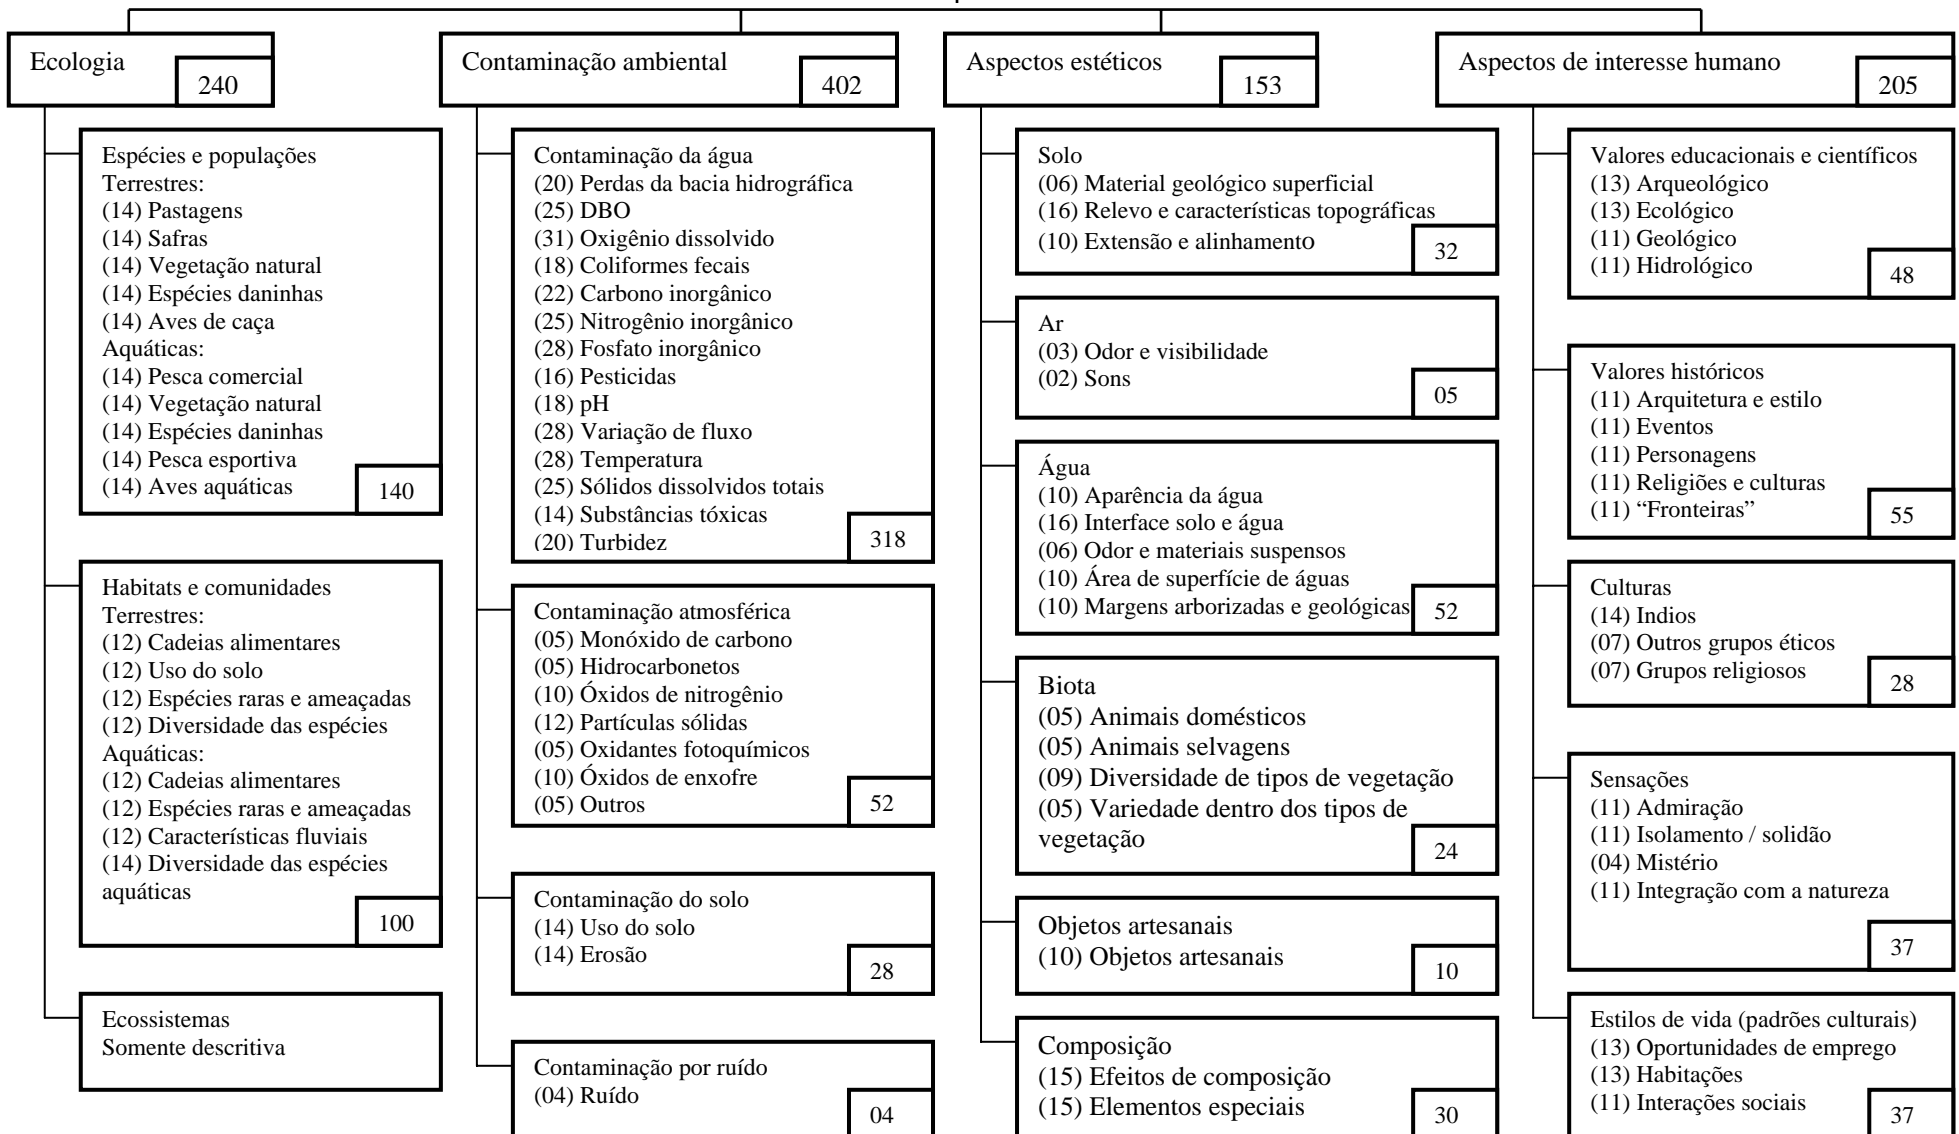 Ecologia
240
Espécies e populações
Terrestres:
(14) Pastagens
(14) Safras
(14) Vegetação natural
(14) Espécies daninhas
(14) Aves de caça
Aquáticas:
(14) Pesca comercial
(14) Vegetação natural
(14) Espécies daninhas
(14) Pesca esportiva
(14) Aves aquáticas
140
Habitats e comunidades
Terrestres:
(12) Cadeias alimentares
(12) Uso do solo
(12) Espécies raras e ameaçadas
(12) Diversidade das espécies
Aquáticas:
(12) Cadeias alimentares
(12) Espécies raras e ameaçadas
(12) Características fluviais
(14) Diversidade das espécies
aquáticas
100
Ecossistemas
Somente descritiva
Contaminação ambiental
402
Contaminação da água
(20) Perdas da bacia hidrográfica
(25) DBO
(31) Oxigênio dissolvido
(18) Coliformes fecais
(22) Carbono inorgânico
(25) Nitrogênio inorgânico
(28) Fosfato inorgânico
(16) Pesticidas
(18) pH
(28) Variação de fluxo
(28) Temperatura
(25) Sólidos dissolvidos totais
(14) Substâncias tóxicas
(20) Turbidez
318
Contaminação atmosférica
(05) Monóxido de carbono
(05) Hidrocarbonetos
(10) Óxidos de nitrogênio
(12) Partículas sólidas
(05) Oxidantes fotoquímicos
(10) Óxidos de enxofre
(05) Outros
52
Contaminação do solo
(14) Uso do solo
(14) Erosão
28
Contaminação por ruído
(04) Ruído
04
Aspectos estéticos
153
Solo
(06) Material geológico superficial
(16) Relevo e características topográficas
(10) Extensão e alinhamento
32
Ar
(03) Odor e visibilidade
(02) Sons
05
Água
(10) Aparência da água
(16) Interface solo e água
(06) Odor e materiais suspensos
(10) Área de superfície de águas
(10) Margens arborizadas e geológicas
52
Biota
(05) Animais domésticos
(05) Animais selvagens
(09) Diversidade de tipos de vegetação
(05) Variedade dentro dos tipos de
vegetação
24
Objetos artesanais
(10) Objetos artesanais
10
Composição
(15) Efeitos de composição
(15) Elementos especiais
30
Aspectos de interesse humano
205
Valores educacionais e científicos
(13) Arqueológico
(13) Ecológico
(11) Geológico
(11) Hidrológico
48
Valores históricos
(11) Arquitetura e estilo
(11) Eventos
(11) Personagens
(11) Religiões e culturas
(11) “Fronteiras”
55
Culturas
(14) Indios
(07) Outros grupos éticos
(07) Grupos religiosos
28
Sensações
(11) Admiração
(11) Isolamento / solidão
(04) Mistério
(11) Integração com a natureza
37
Estilos de vida (padrões culturais)
(13) Oportunidades de emprego
(13) Habitações
(11) Interações sociais
37